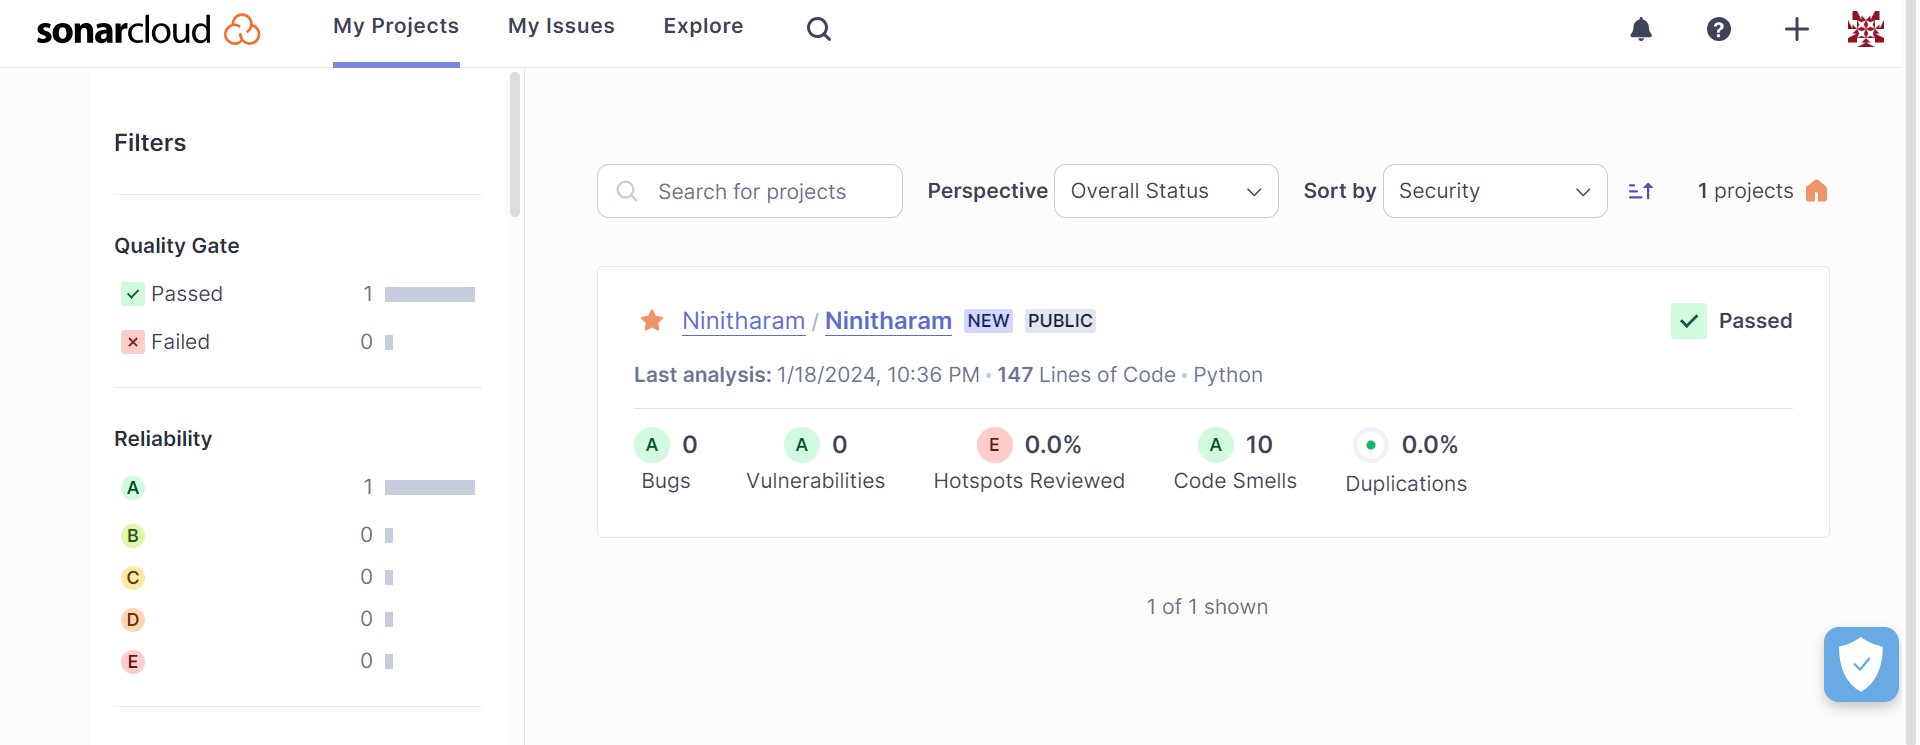 sonarcloud My Projects My Issues Explore
Filters
Quality Gate
Passed 1
Failed 0
Reliability
A 1
B 0
C 0
D 0
E 0
Search for projects Perspective Overall Status Sort by Security 1 projects
Ninitharam / Ninitharam NEW PUBLIC Passed
Last analysis: 1/18/2024, 10:36 PM • 147 Lines of Code • Python
A 0 A 0 E 0.0% A 10 0.0%
Bugs Vulnerabilities Hotspots Reviewed Code Smells Duplications
1 of 1 shown